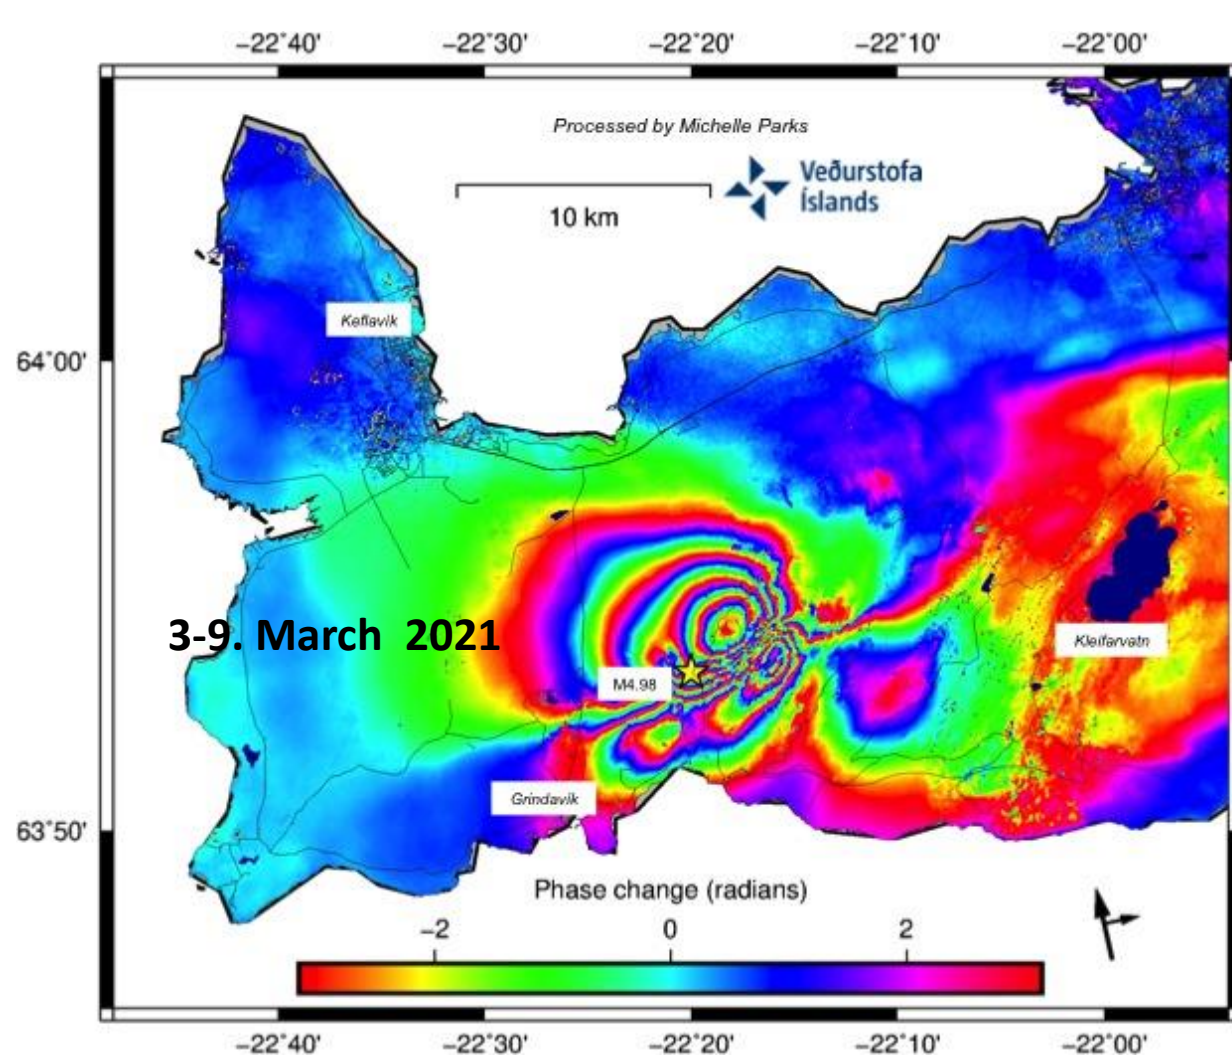 −22°40' −22°30' −22°20' −22°10' −22°00'
Processed by Michelle Parks
Veðurstofa
Íslands
10 km
Keflavik
64°00'
3-9. March 2021
Kleifarvatn
M4.98
Grindavik
63°50'
Phase change (radians)
−2 0 2
−22°40' −22°30' −22°20' −22°10' −22°00'